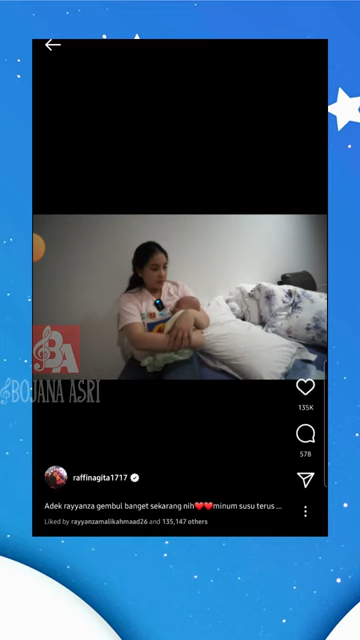 BA
BOJANA ASRI
135K
578
raffinagita1717
Adek rayyanza gembul banget sekarang nih❤️❤️minum susu terus ...
Liked by rayyanzamalikahmaad26 and 135,147 others